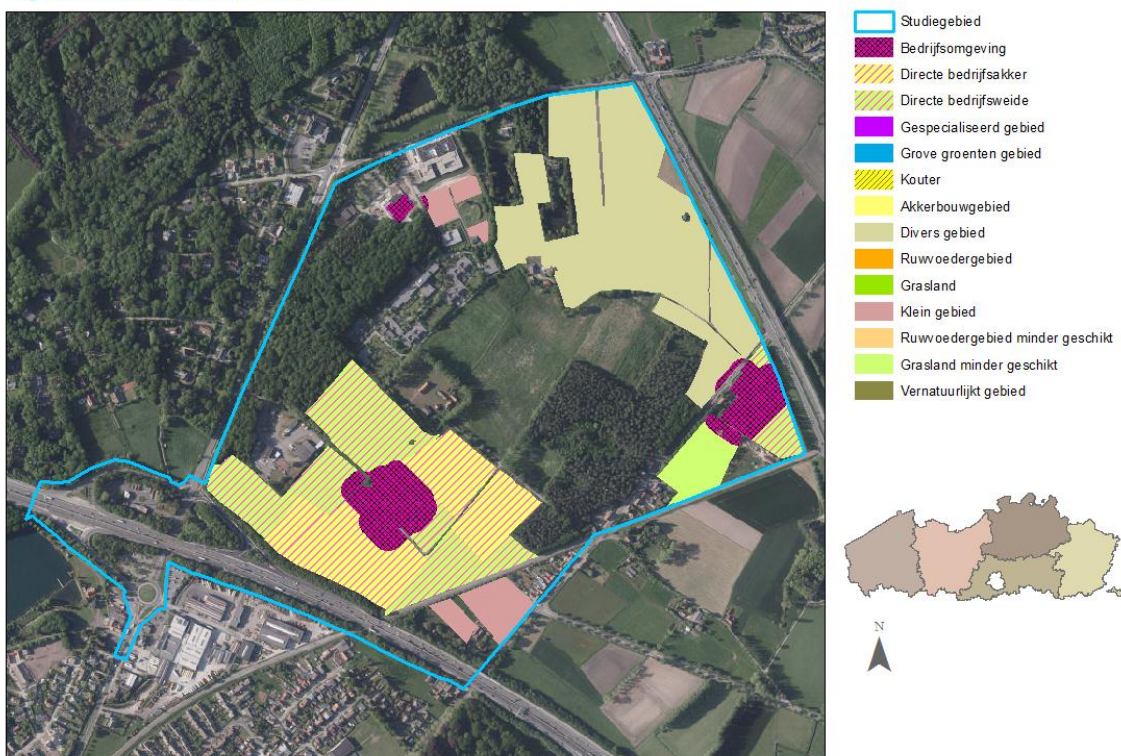 Studiegebied
Bedrijfsomgeving
Directe bedrijfsakker
Directe bedrijfsweide
Gespecialiseerd gebied
Grove groenten gebied
Kouter
Akkerbouwgebied
Divers gebied
Ruwvoedergebied
Grasland
Klein gebied
Ruwvoedergebied minder geschikt
Grasland minder geschikt
Vernatuurlijkt gebied
N